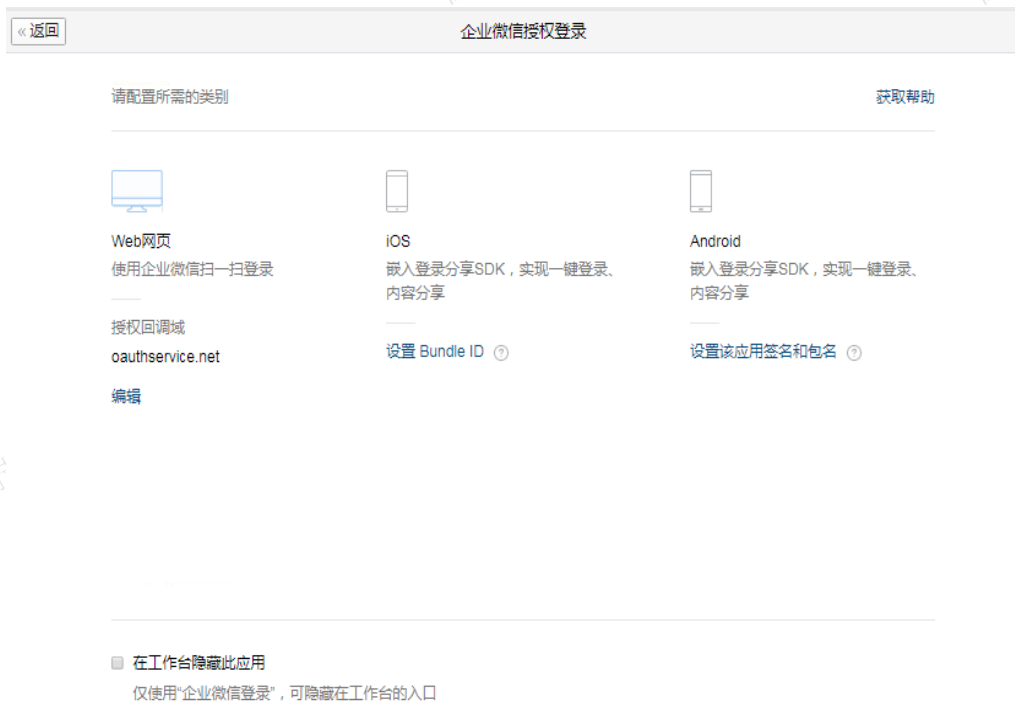 « 返回
企业微信授权登录
请配置所需的类别
获取帮助
Web网页
使用企业微信扫一扫登录
授权回调域
oauthservice.net
编辑
iOS
嵌入登录分享SDK，实现一键登录、
内容分享
设置 Bundle ID ?
Android
嵌入登录分享SDK，实现一键登录、
内容分享
设置该应用签名和包名 ?
在工作台隐藏此应用
仅使用“企业微信登录”，可隐藏在工作台的入口